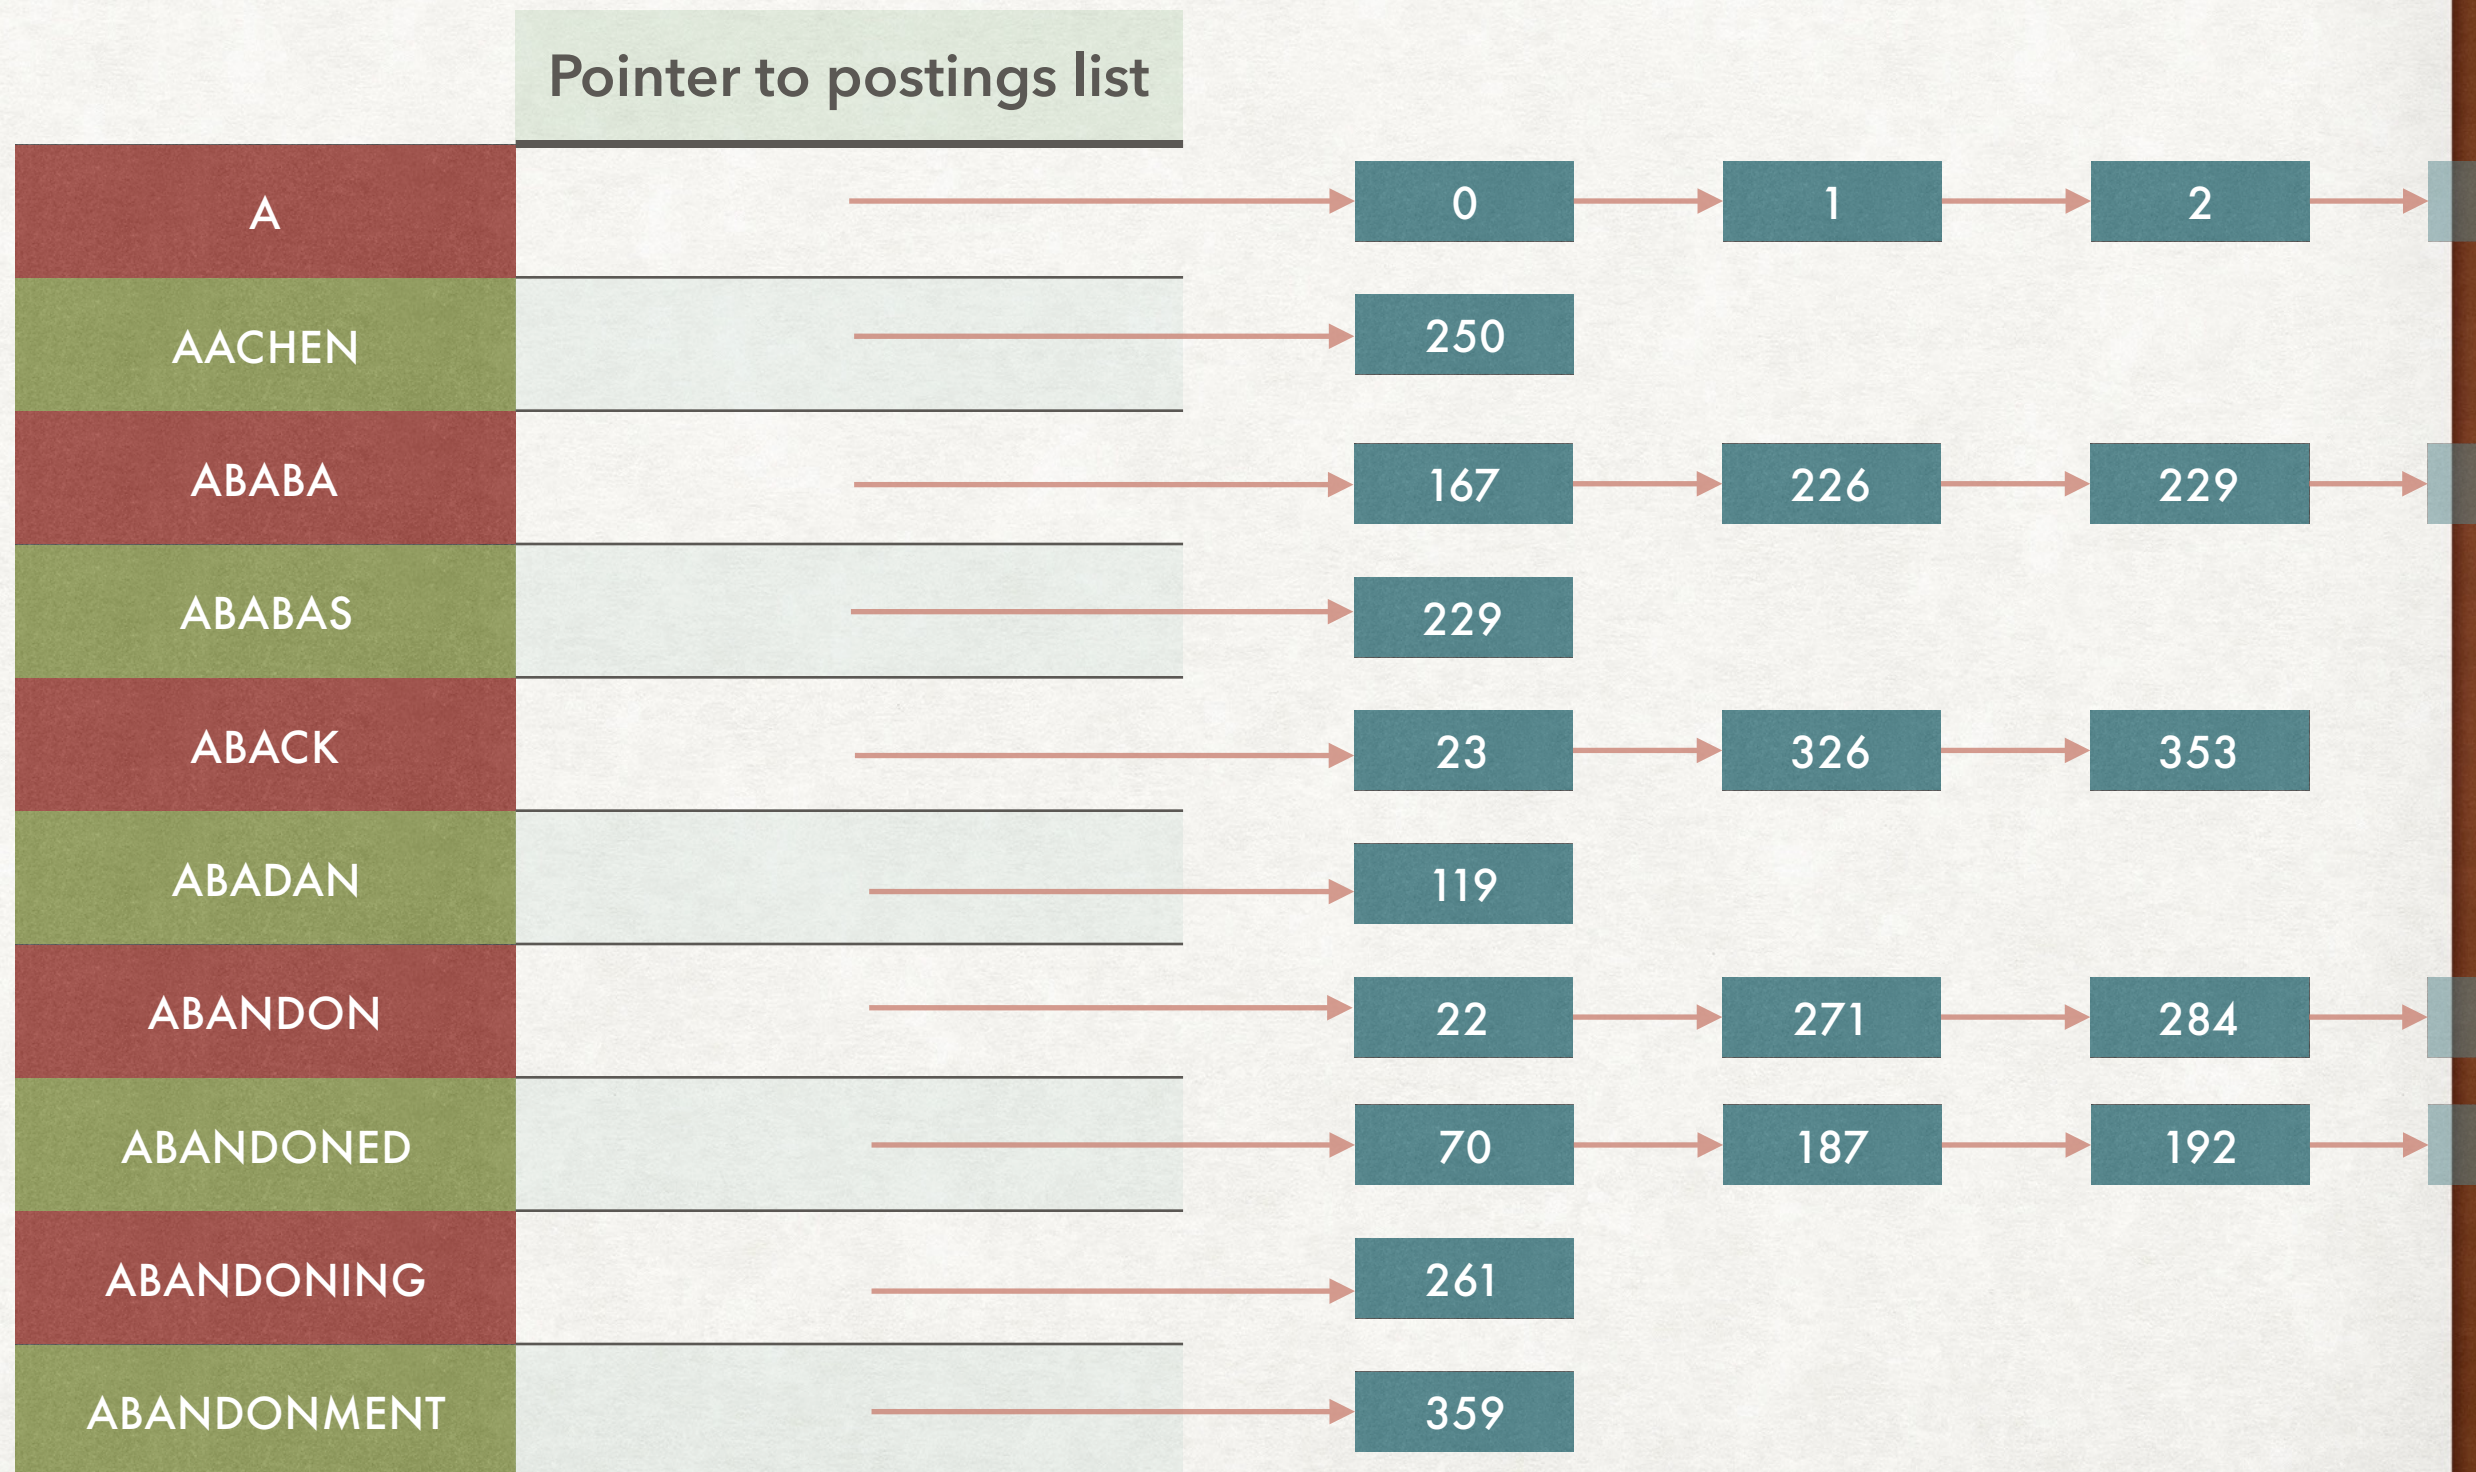 Pointer to postings list
A 0 1 2
AACHEN 250
ABABA 167 226 229
ABABAS 229
ABACK 23 326 353
ABADAN 119
ABANDON 22 271 284
ABANDONED 70 187 192
ABANDONING 261
ABANDONMENT 359